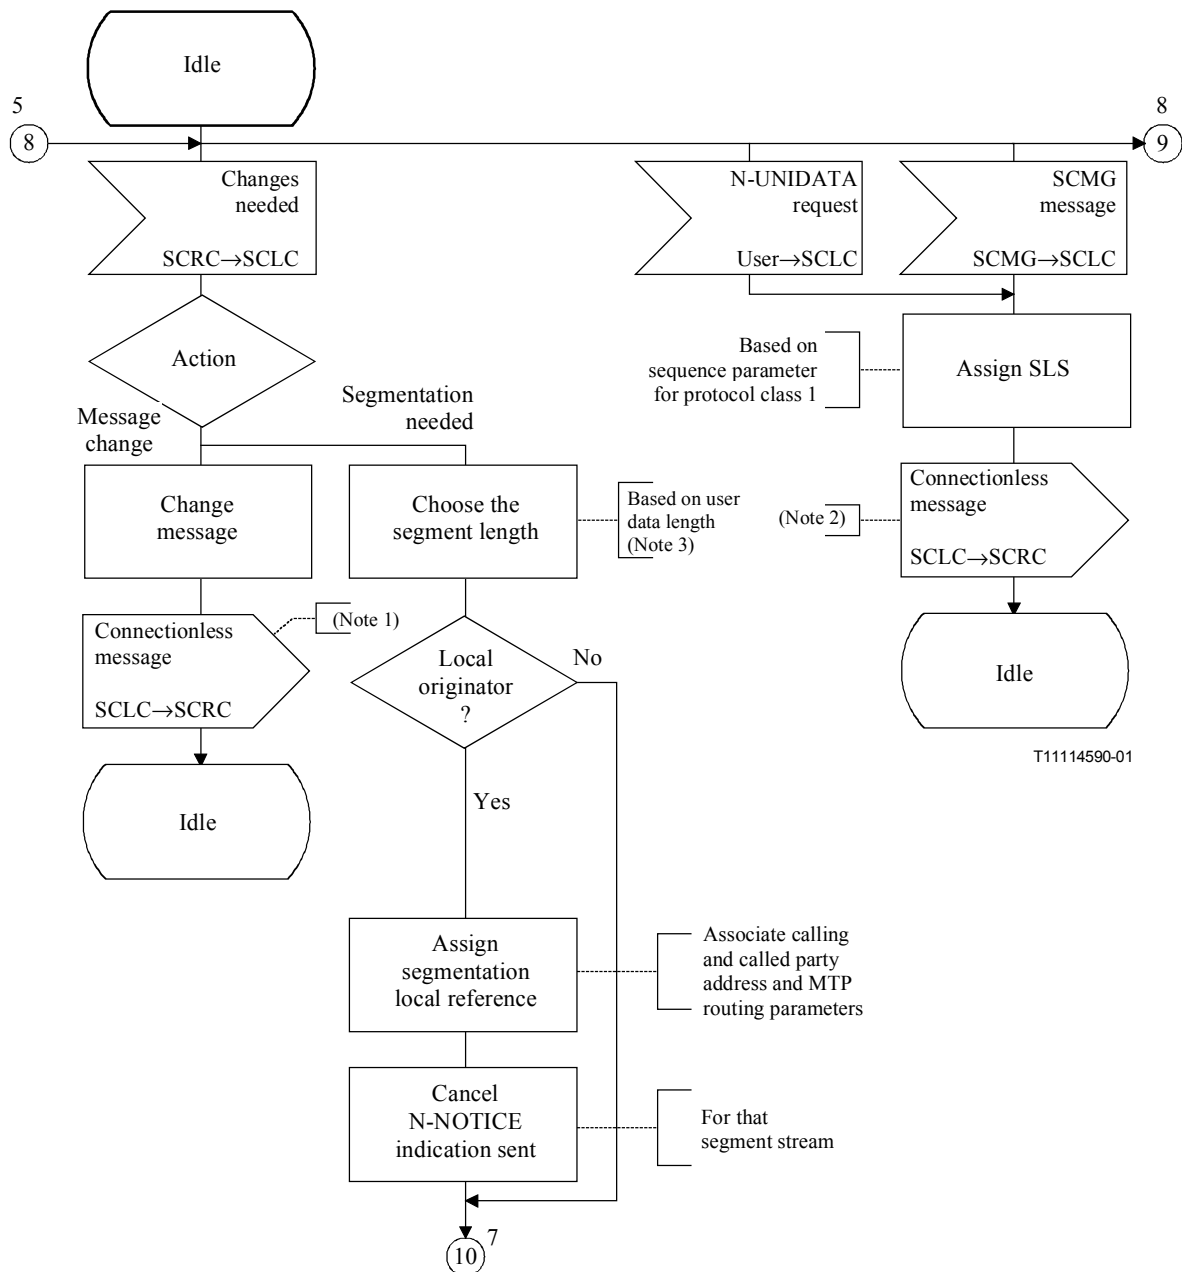 Idle
5
8
8
9
Changes
needed
SCRC→SCLC
N-UNIDATA
request
User→SCLC
SCMG
message
SCMG→SCLC
Action
Based on
sequence parameter
for protocol class 1
Assign SLS
Message
change
Segmentation
needed
Change
message
Choose the
segment length
Based on user
data length
(Note 3)
(Note 2)
Connectionless
message
SCLC→SCRC
Connectionless
message
SCLC→SCRC
(Note 1)
Local
originator
?
No
Idle
T11114590-01
Yes
Idle
Assign
segmentation
local reference
Associate calling
and called party
address and MTP
routing parameters
Cancel
N-NOTICE
indication sent
For that
segment stream
7
10